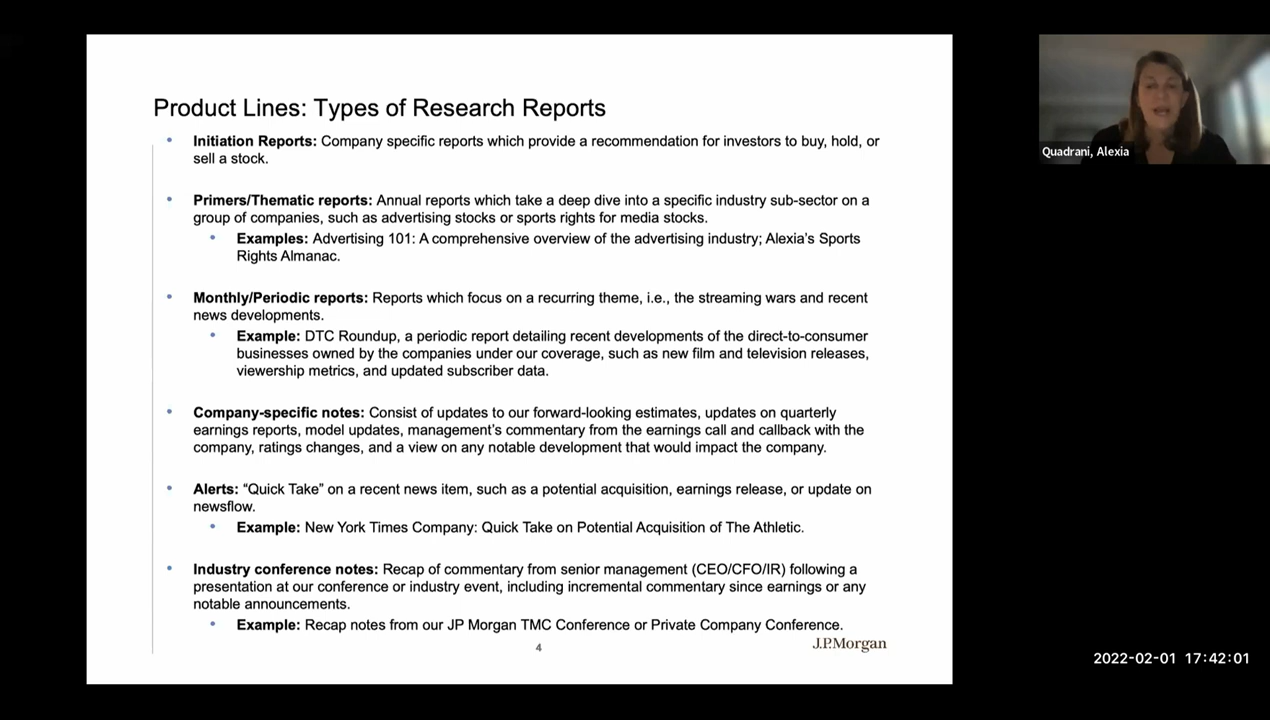 Product Lines: Types of Research Reports
• Initiation Reports: Company specific reports which provide a recommendation for investors to buy, hold, or
sell a stock.
• Primers/Thematic reports: Annual reports which take a deep dive into a specific industry sub-sector on a
group of companies, such as advertising stocks or sports rights for media stocks.
• Examples: Advertising 101: A comprehensive overview of the advertising industry; Alexia’s Sports
Rights Almanac.
• Monthly/Periodic reports: Reports which focus on a recurring theme, i.e., the streaming wars and recent
news developments.
• Example: DTC Roundup, a periodic report detailing recent developments of the direct-to-consumer
businesses owned by the companies under our coverage, such as new film and television releases,
viewership metrics, and updated subscriber data.
• Company-specific notes: Consist of updates to our forward-looking estimates, updates on quarterly
earnings reports, model updates, management’s commentary from the earnings call and callback with the
company, ratings changes, and a view on any notable development that would impact the company.
• Alerts: “Quick Take” on a recent news item, such as a potential acquisition, earnings release, or update on
newsflow.
• Example: New York Times Company: Quick Take on Potential Acquisition of The Athletic.
• Industry conference notes: Recap of commentary from senior management (CEO/CFO/IR) following a
presentation at our conference or industry event, including incremental commentary since earnings or any
notable announcements.
• Example: Recap notes from our JP Morgan TMC Conference or Private Company Conference.
4
J.P.Morgan
Quadrani, Alexia
2022-02-01 17:42:01